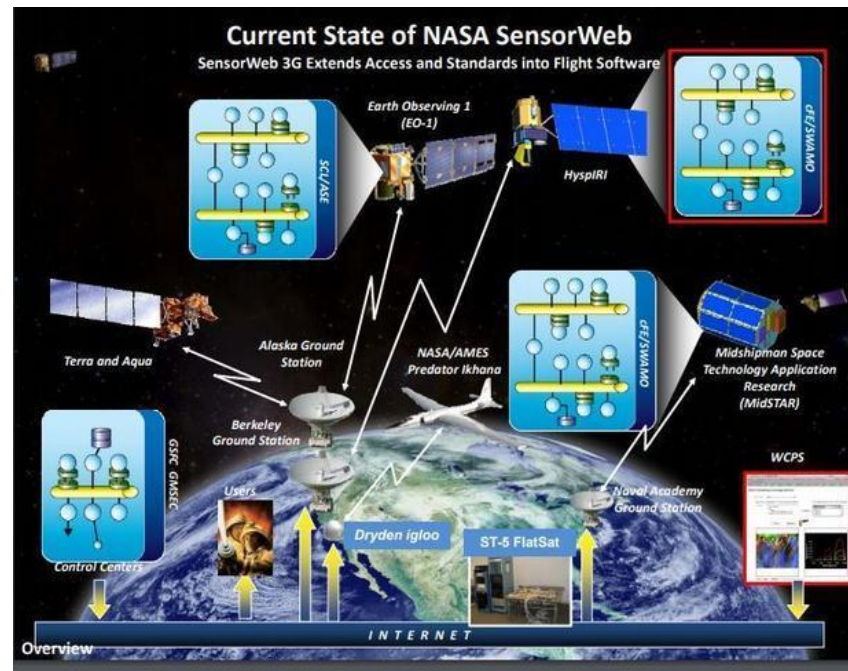 Current State of NASA SensorWeb
SensorWeb 3G Extends Access and Standards into Flight Software
Earth Observing 1
(EO-1)
SCL/ASE
HyspIRI
cFE/SWAMO
Terra and Aqua
Alaska Ground
Station
NASA/AMES
Predator Ikhana
cFE/SWAMO
Midshipman Space
Technology Application
Research
(MidSTAR)
Berkeley
Ground Station
GSFC GMSEC
Users
WCPS
Naval Academy
Ground Station
Dryden igloo
ST-5 FlatSat
Control Centers
INTERNET
Overview